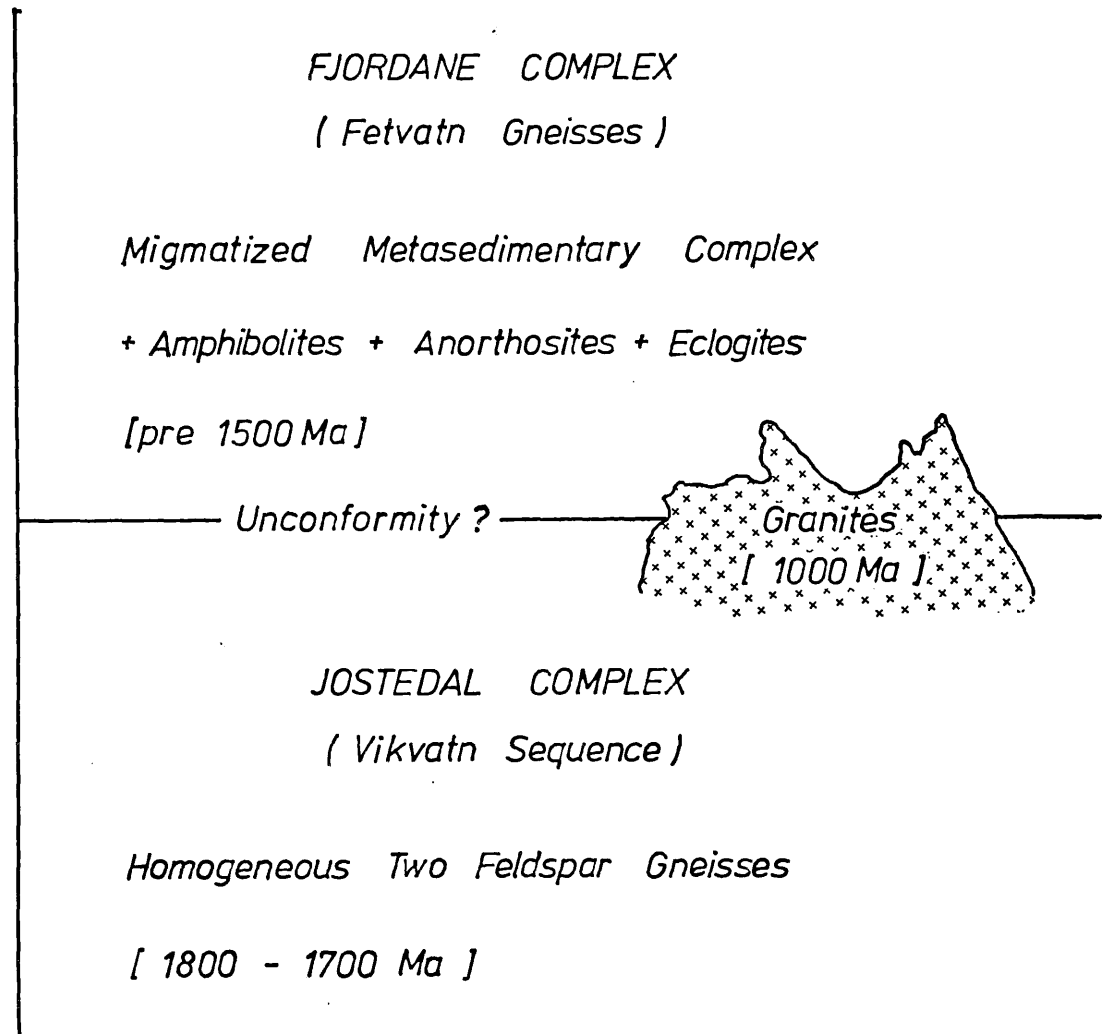 FJORDANE COMPLEX
( Fetvatn Gneisses )
Migmatized Metasedimentary Complex
+ Amphibolites + Anorthosites + Eclogites
[pre 1500 Ma]
Unconformity ?
Granites
[ 1000 Ma ]
JOSTEDAL COMPLEX
( Vikvatn Sequence )
Homogeneous Two Feldspar Gneisses
[ 1800 - 1700 Ma ]